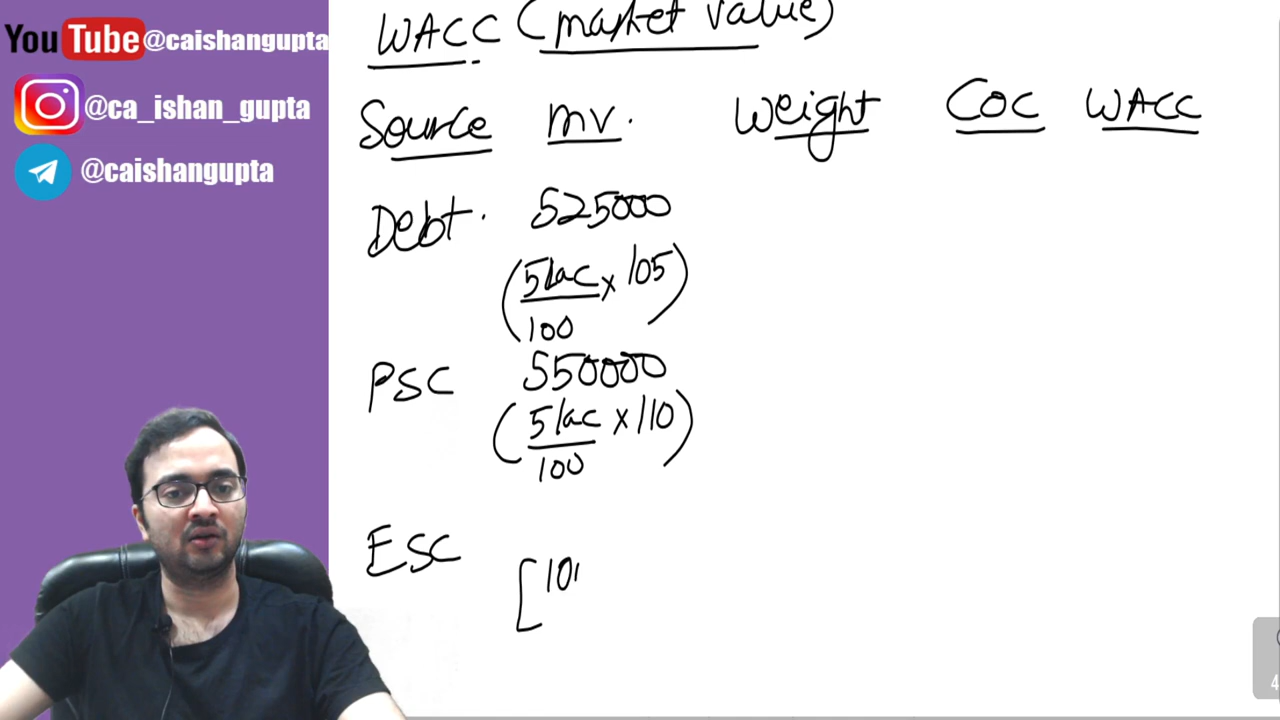 YouTube @caishangupta
@ca_ishan_gupta
@caishangupta
WACC (market value)
Source mv. Weight COC WACC
Debt. 525000
(5lac/100 x 105)
PSC 550000
(5lac/100 x 110)
ESC
[10